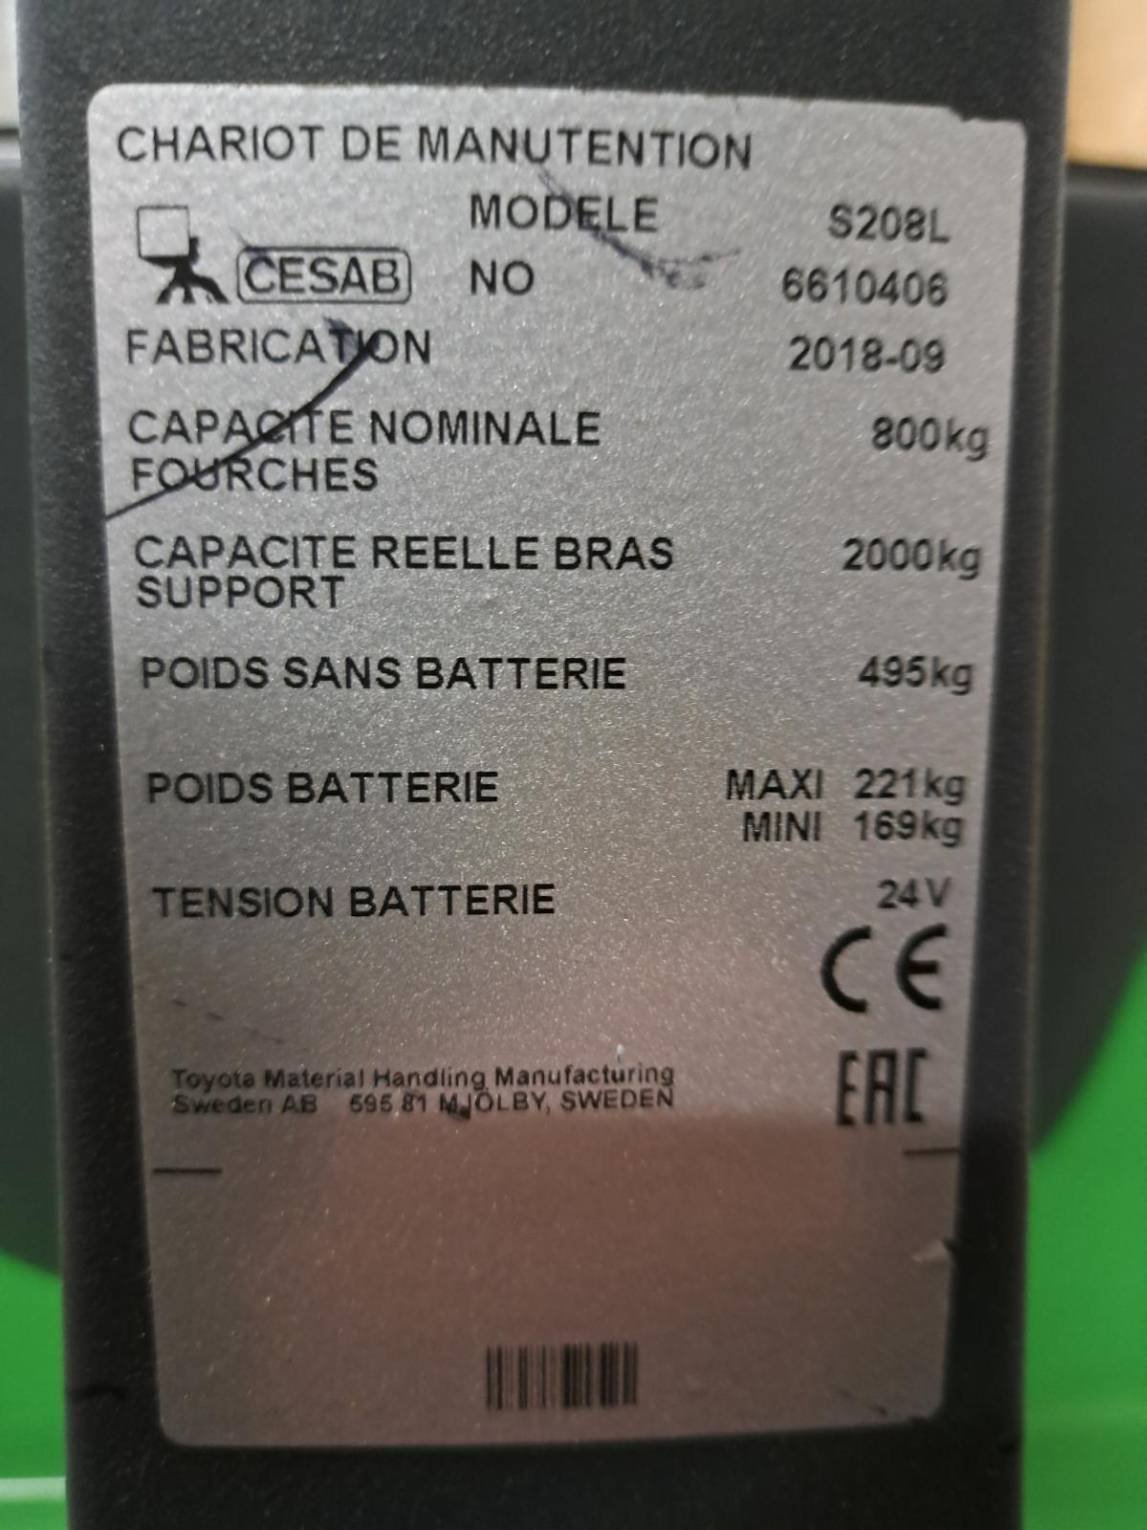 CHARIOT DE MANUTENTION
MODELE S208L
CESAB NO 6610406
FABRICATION 2018-09
CAPACITE NOMINALE 800kg
FOURCHES
CAPACITE REELLE BRAS 2000kg
SUPPORT
POIDS SANS BATTERIE 495kg
POIDS BATTERIE MAXI 221kg
MINI 169kg
TENSION BATTERIE 24V
CE
Toyota Material Handling Manufacturing
Sweden AB 595 81 MJÖLBY, SWEDEN
EAC